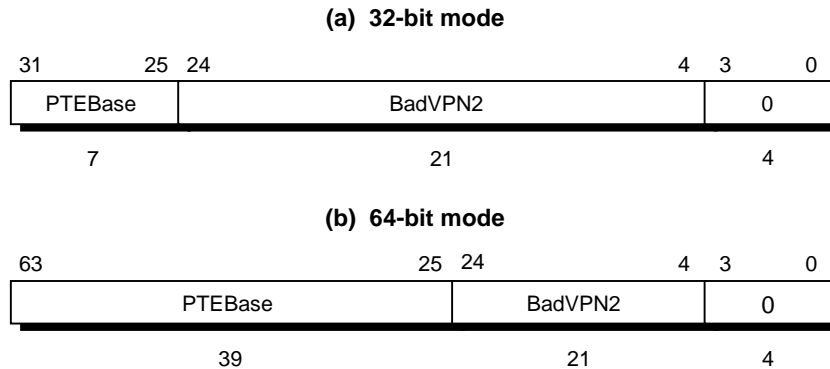 (a) 32-bit mode
31 25 24 4 3 0
PTEBase BadVPN2 0
7 21 4
(b) 64-bit mode
63 25 24 4 3 0
PTEBase BadVPN2 0
39 21 4